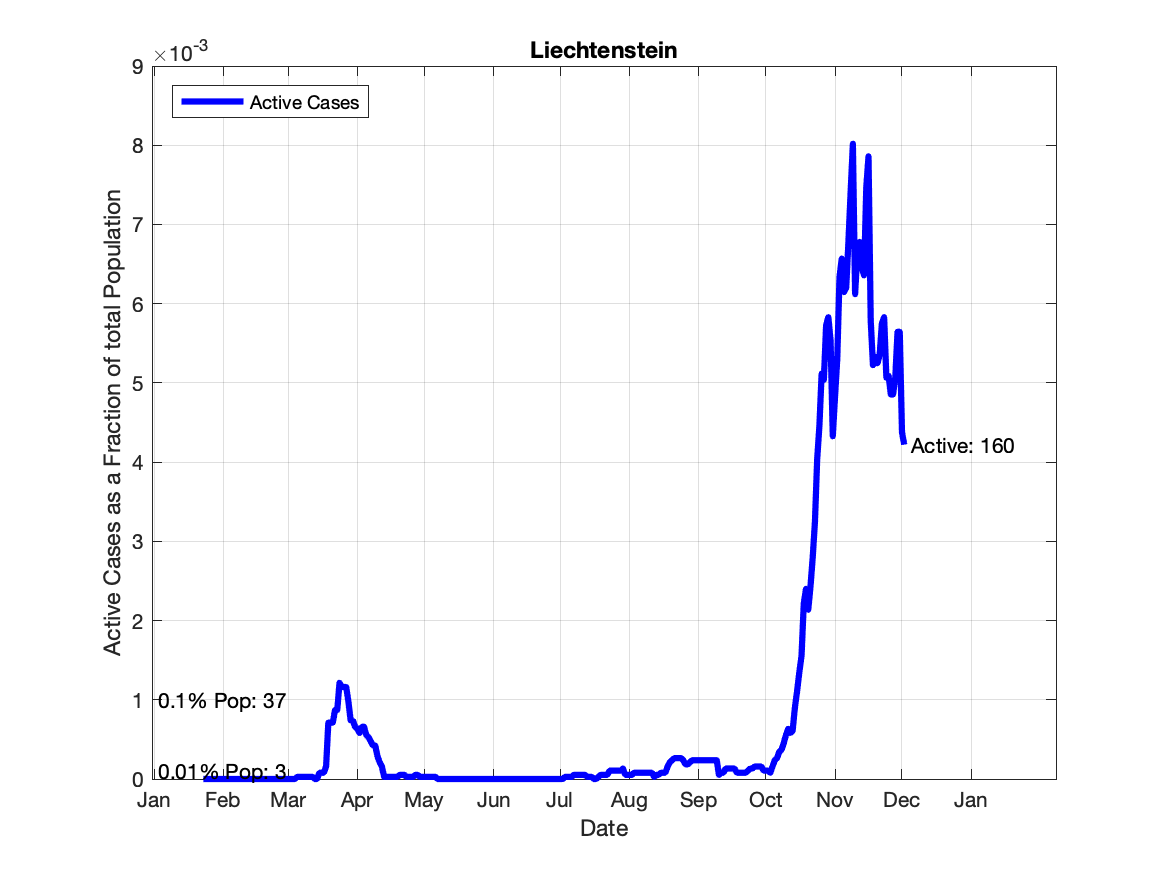 Liechtenstein
×10-3
Active Cases
9
8
7
6
5
4
3
2
1
0
Active Cases as a Fraction of total Population
Active: 160
0.1% Pop: 37
0.01% Pop: 3
Jan Feb Mar Apr May Jun Jul Aug Sep Oct Nov Dec Jan
Date